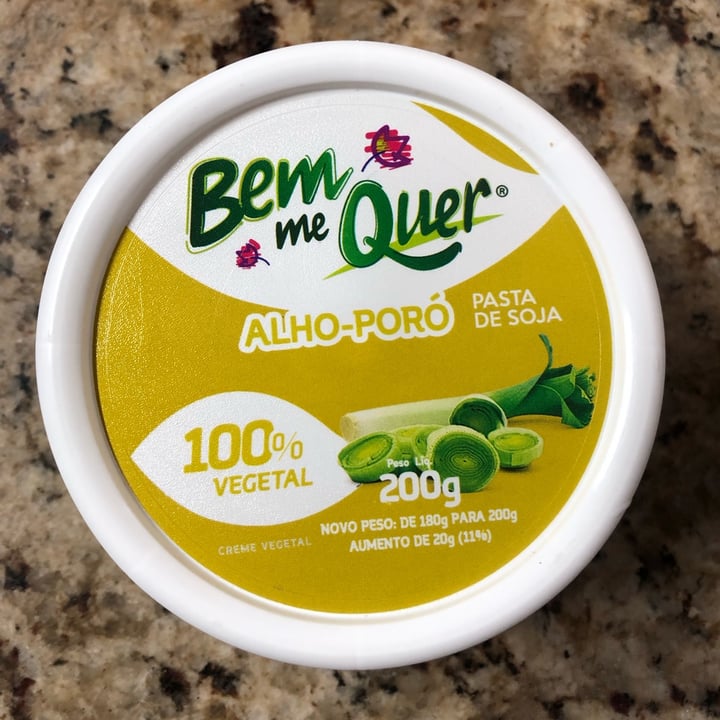 Bem
me Quer®
ALHO-PORÓ
PASTA
DE SOJA
100%
VEGETAL
Peso Líq.
200g
NOVO PESO: DE 180g PARA 200g
AUMENTO DE 20g (11%)
CREME VEGETAL